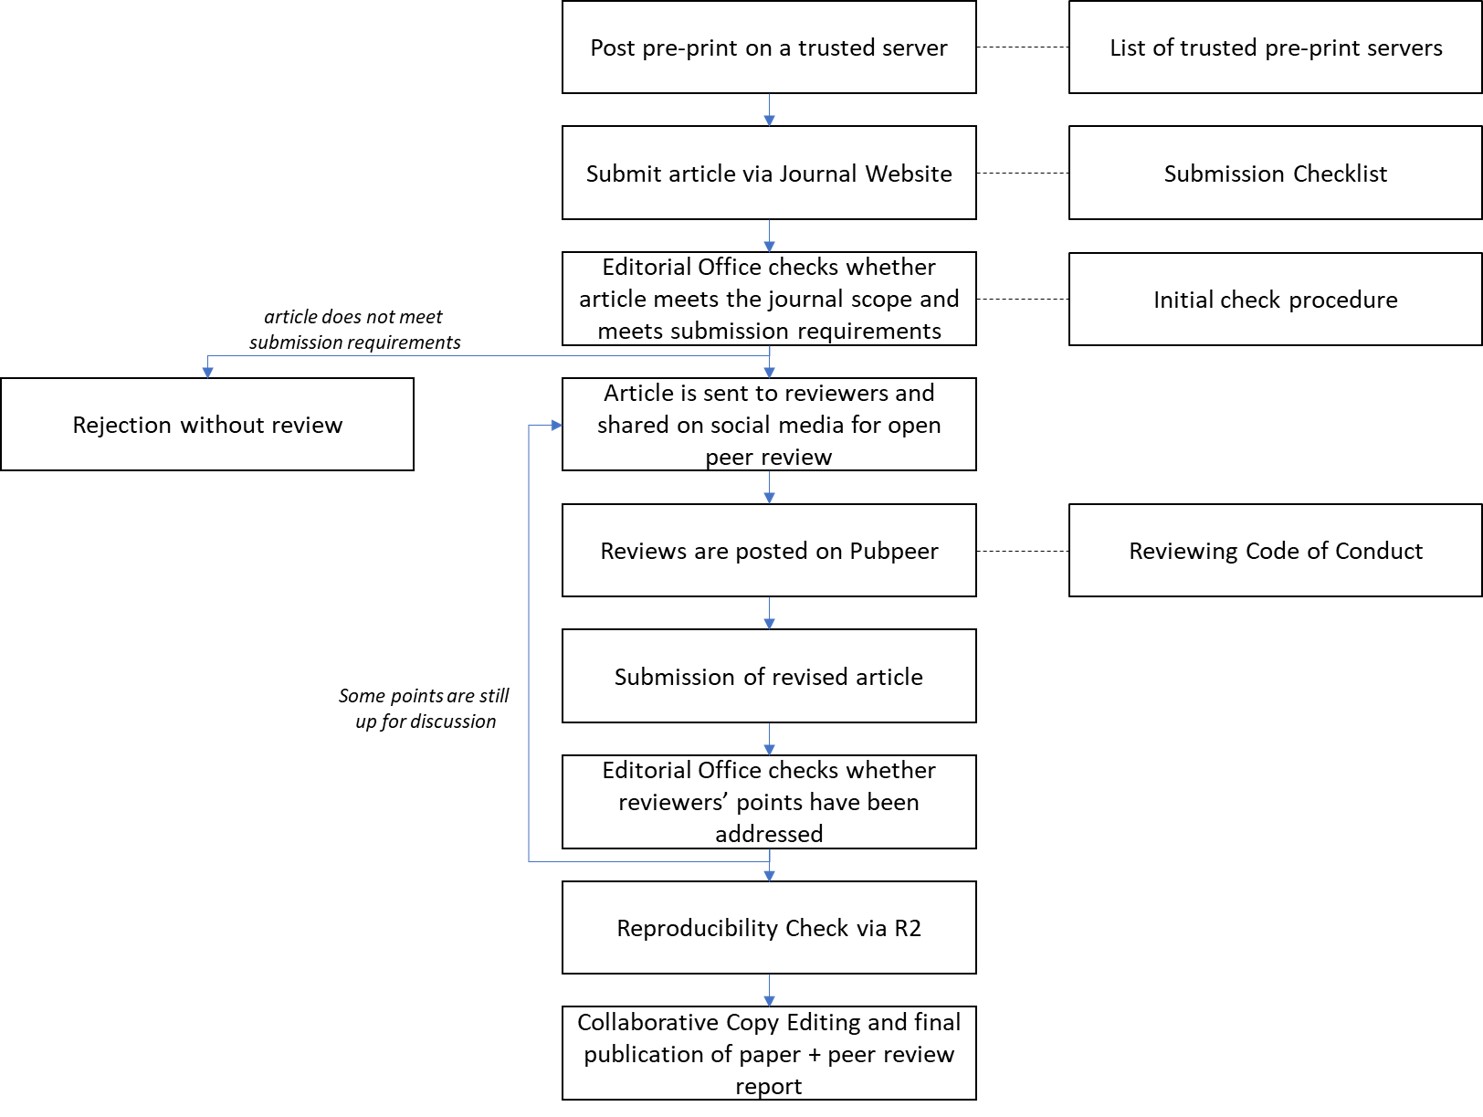 Post pre-print on a trusted server
List of trusted pre-print servers
Submit article via Journal Website
Submission Checklist
Editorial Office checks whether
article meets the journal scope and
meets submission requirements
Initial check procedure
article does not meet
submission requirements
Rejection without review
Article is sent to reviewers and
shared on social media for open
peer review
Reviews are posted on Pubpeer
Reviewing Code of Conduct
Submission of revised article
Some points are still
up for discussion
Editorial Office checks whether
reviewers’ points have been
addressed
Reproducibility Check via R2
Collaborative Copy Editing and final
publication of paper + peer review
report